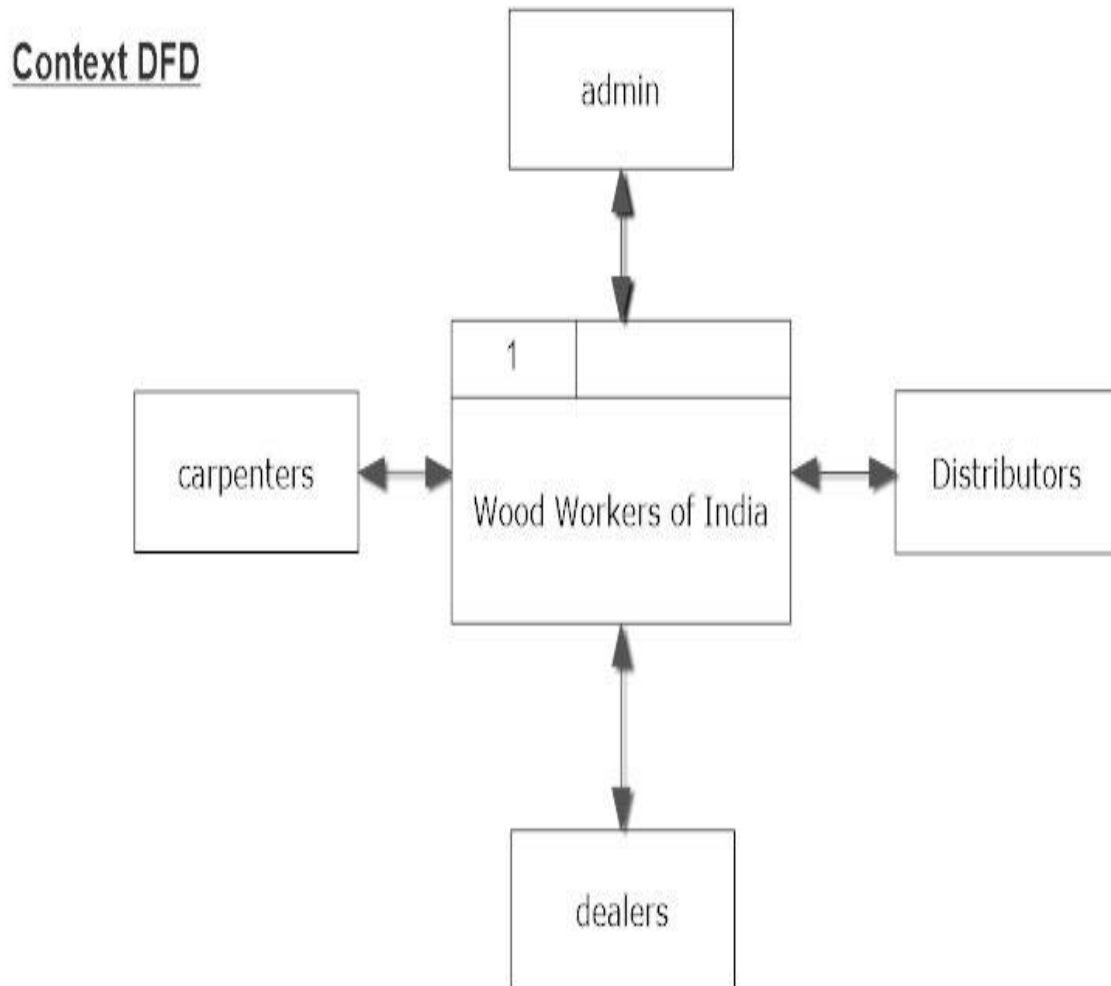 Context DFD
admin
1
carpenters
Wood Workers of India
Distributors
dealers